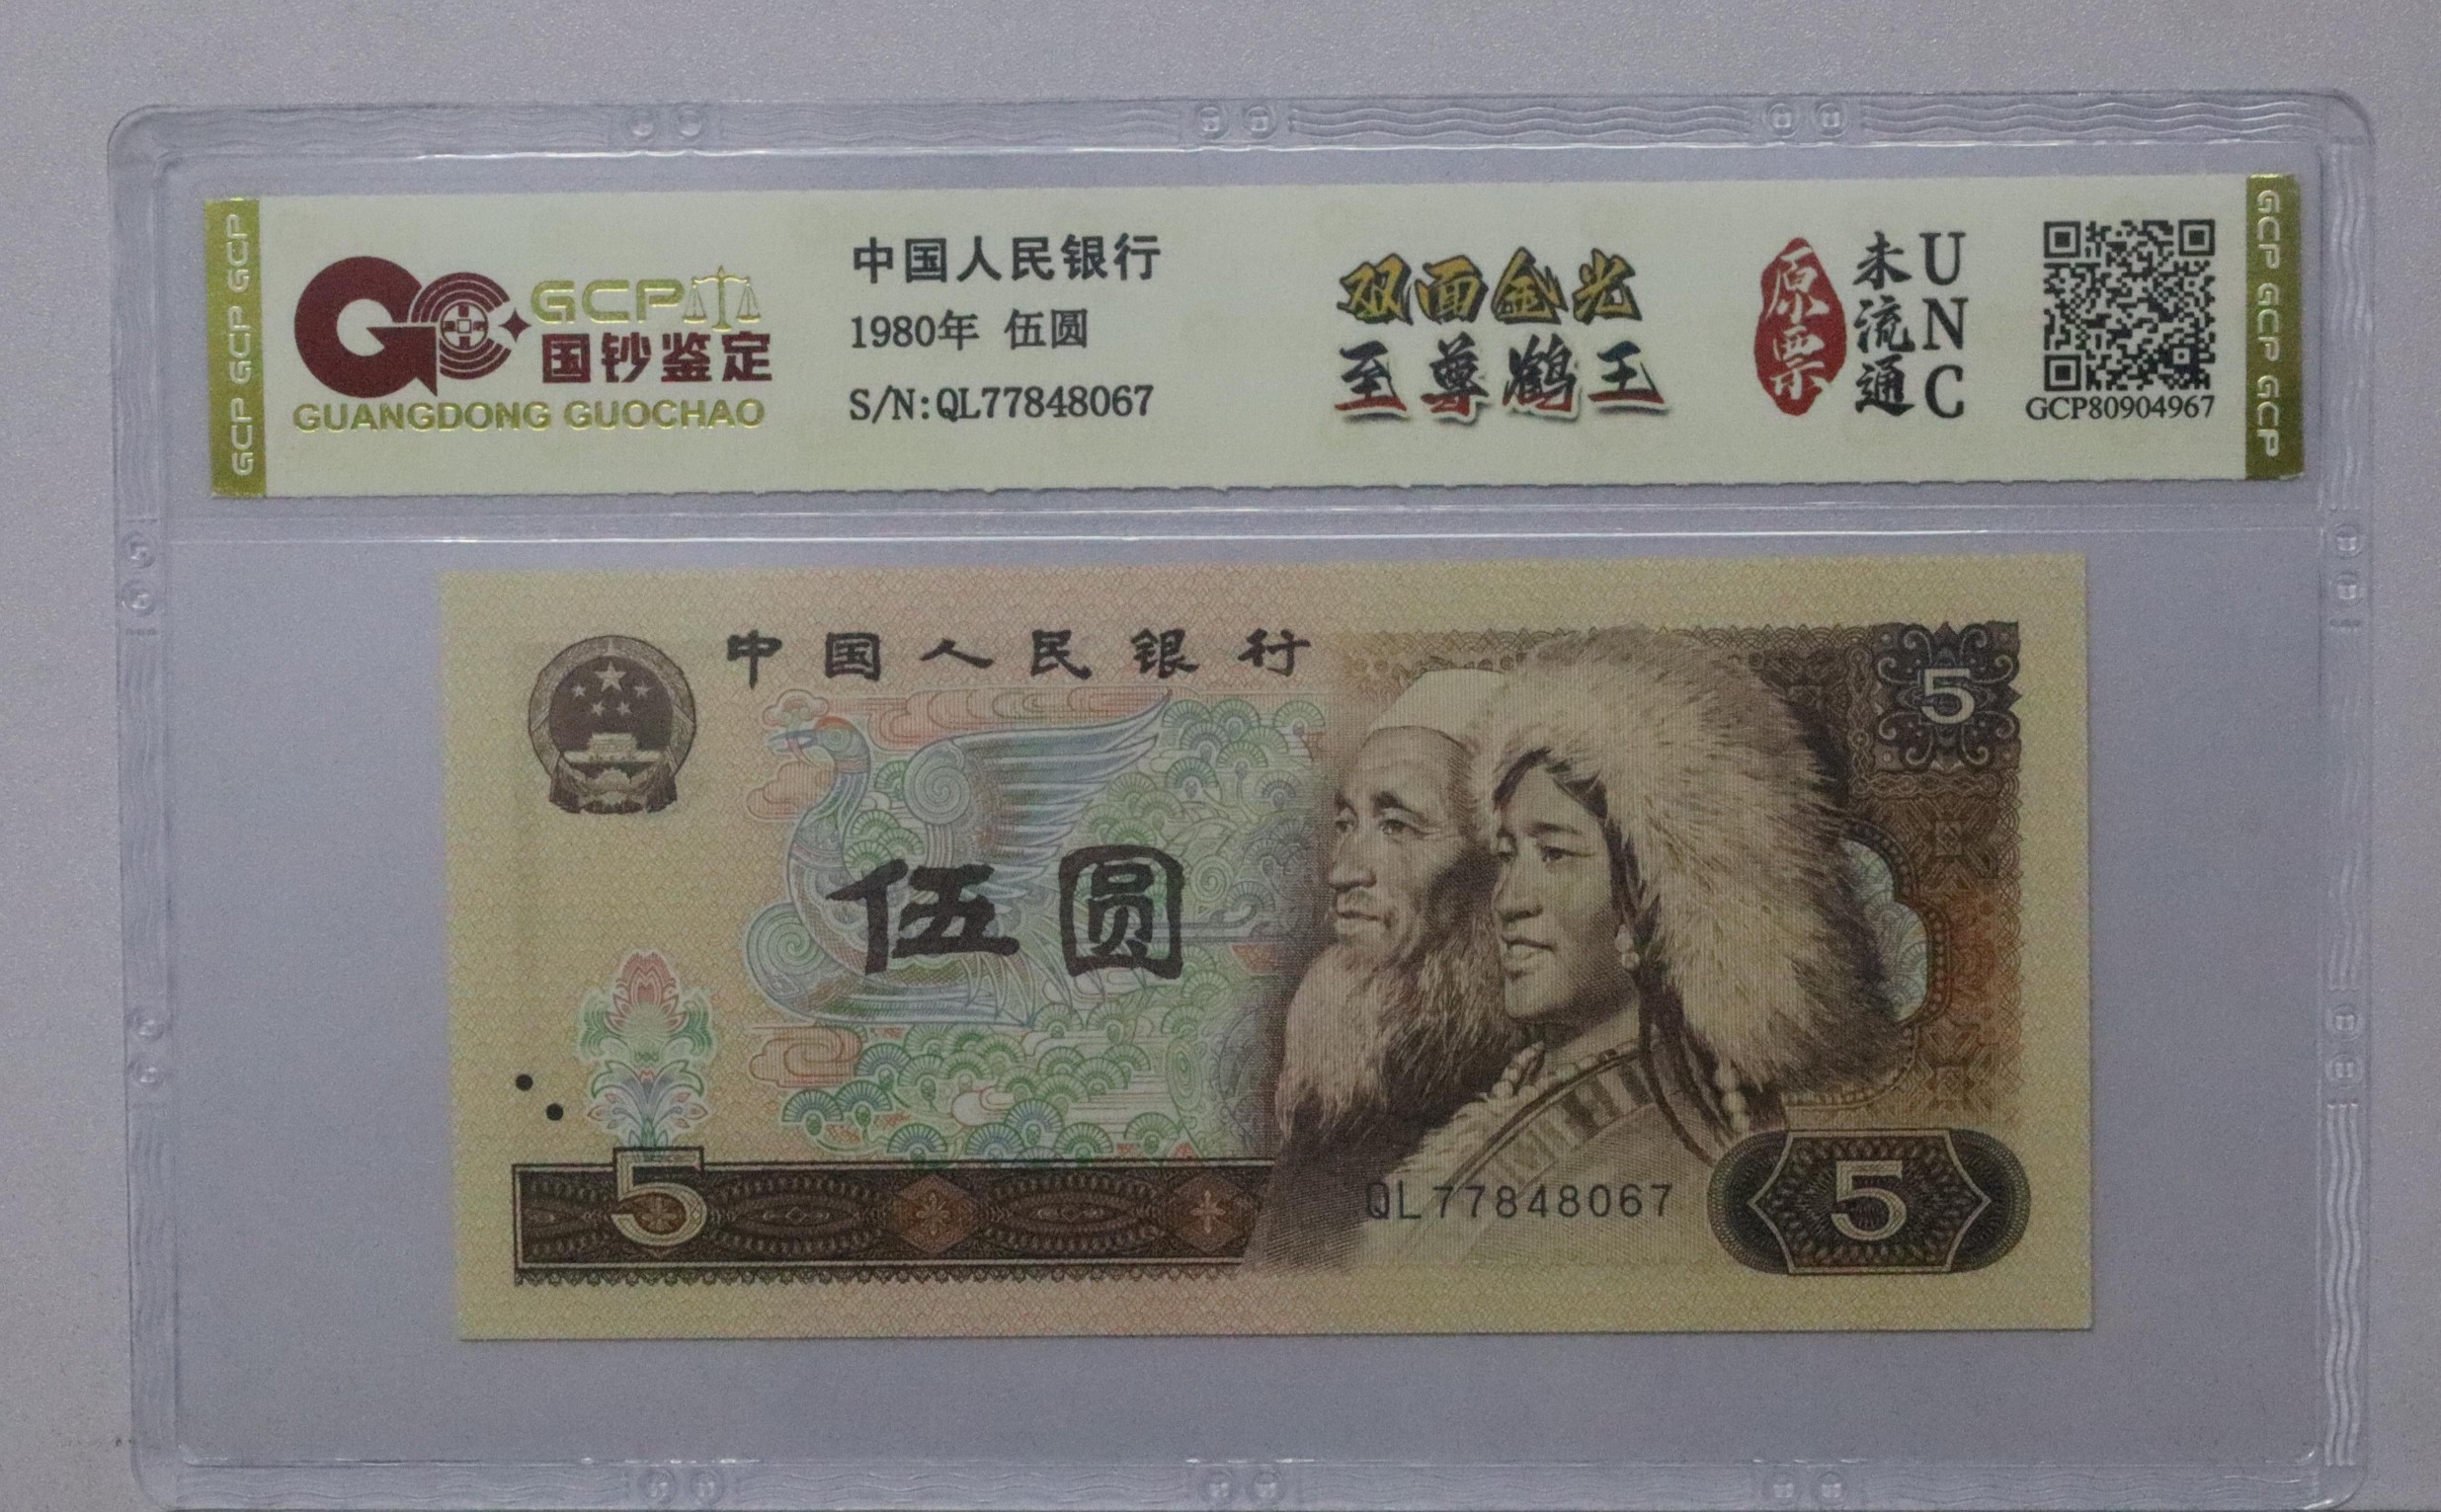 GCP GCP GCP
GCP
国钞鉴定
GUANGDONG GUOCHAO
中国人民银行
1980年 伍圆
S/N:QL77848067
双面金光
至尊鹤王
原票
未流通
UNC
GCP80904967
GCP GCP GCP
中国人民银行
5
伍圆
5
QL77848067
5